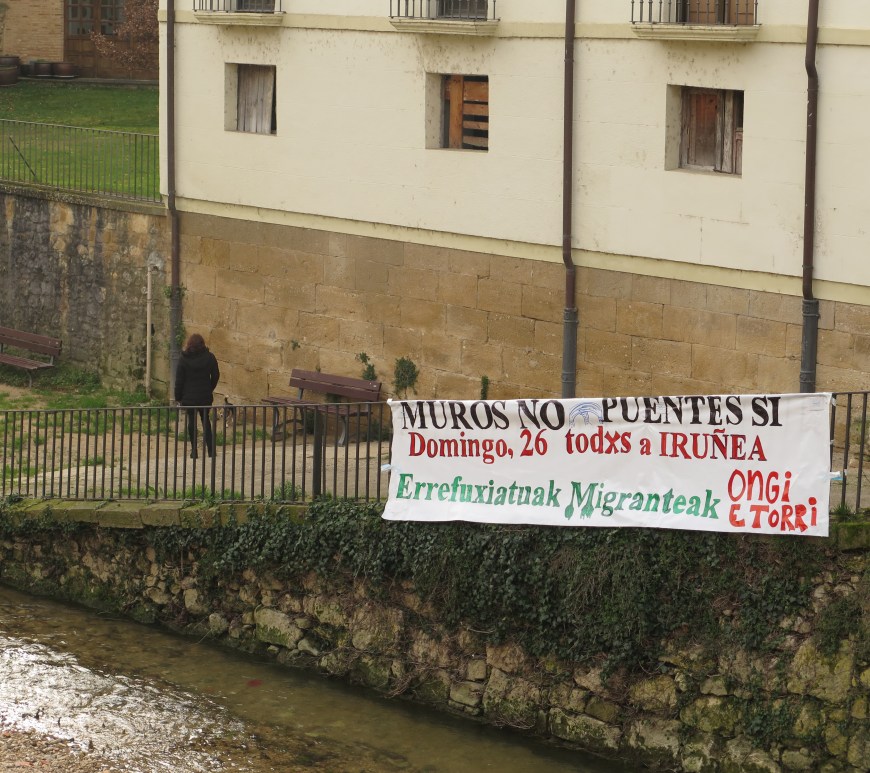 MUROS NO PUENTES SI
Domingo, 26 todxs a IRUÑEA
Errefuxiatuak Migranteak ONGI ETORRI